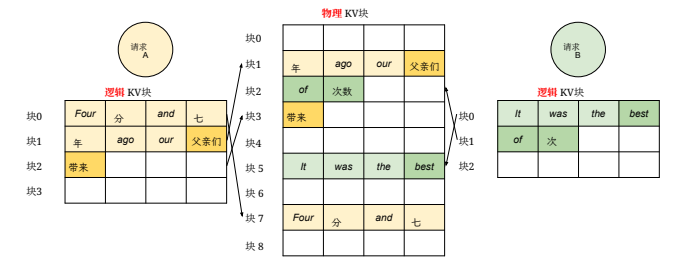 物理 KV块
请求
A
逻辑 KV块
块0 Four 分 and 七
块1 年 ago our 父亲们
块2 带来
块3
块0
块1 年 ago our 父亲们
块2 of 次数
块3 带来
块4
块 5 It was the best
块 6
块 7 Four 分 and 七
块 8
请求
B
逻辑 KV块
块0 It was the best
块1 of 次
块2